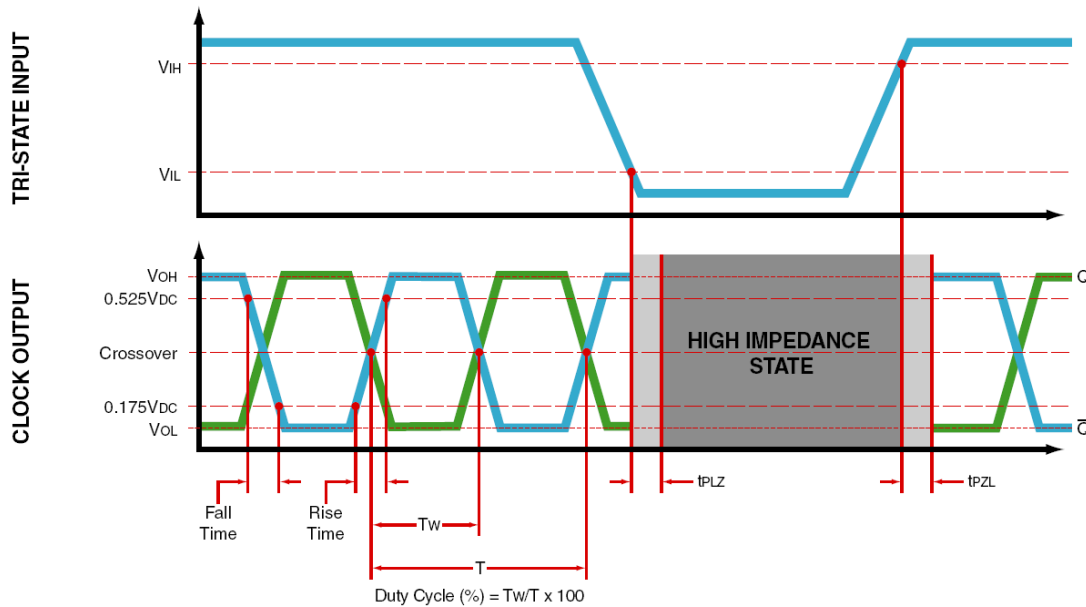 TRI-STATE INPUT
VIH
VIL
CLOCK OUTPUT
VOH
0.525VDC
Crossover
0.175VDC
VOL
HIGH IMPEDANCE
STATE
Q
Q̅
Fall
Time
Rise
Time
TW
T
tPLZ
tPZL
Duty Cycle (%) = TW/T x 100